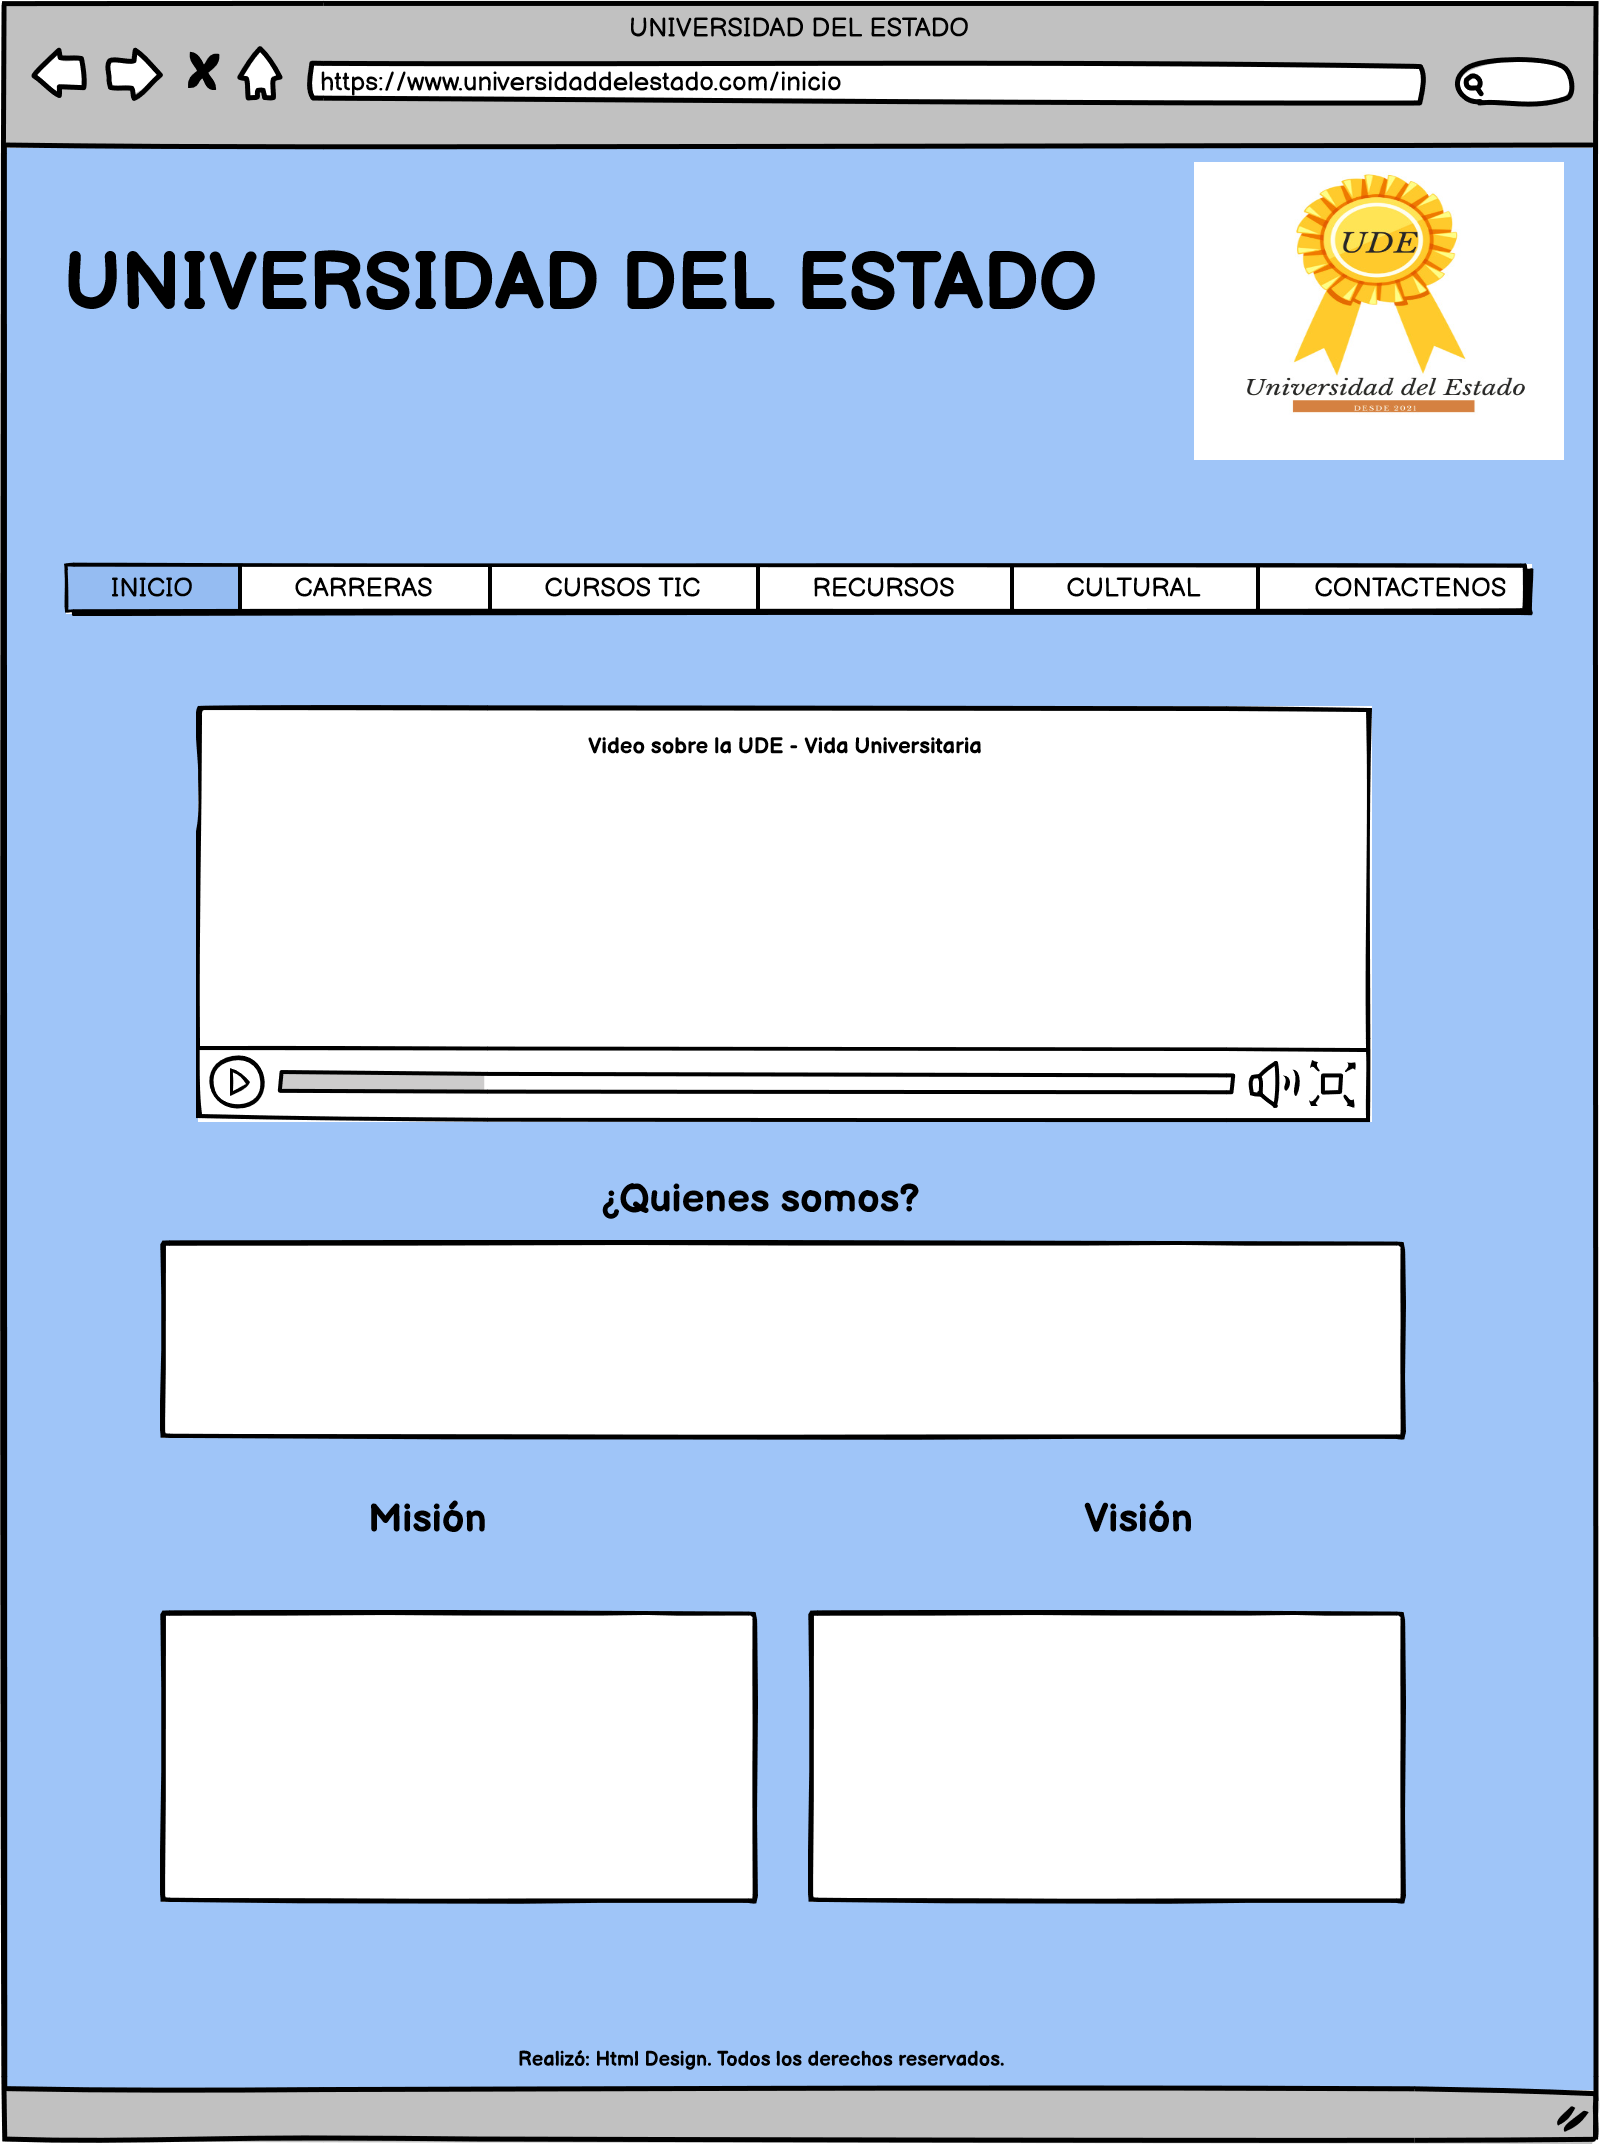 UNIVERSIDAD DEL ESTADO
https://www.universidaddelestado.com/inicio
UNIVERSIDAD DEL ESTADO
UDE
Universidad del Estado
DESDE 2021
INICIO CARRERAS CURSOS TIC RECURSOS CULTURAL CONTACTENOS
Video sobre la UDE - Vida Universitaria
¿Quienes somos?
Misión Visión
Realizó: Html Design. Todos los derechos reservados.